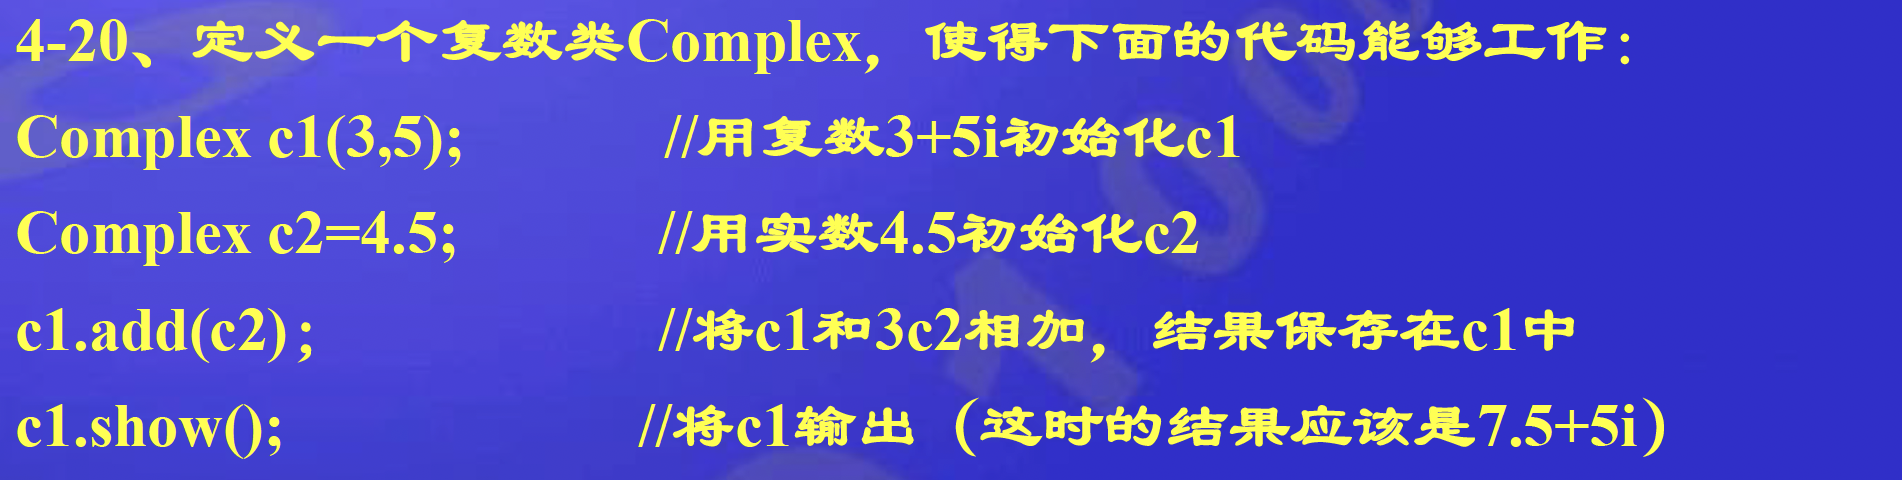 4-20、定义一个复数类Complex，使得下面的代码能够工作：
Complex c1(3,5); //用复数3+5i初始化c1
Complex c2=4.5; //用实数4.5初始化c2
c1.add(c2); //将c1和3c2相加，结果保存在c1中
c1.show(); //将c1输出（这时的结果应该是7.5+5i）